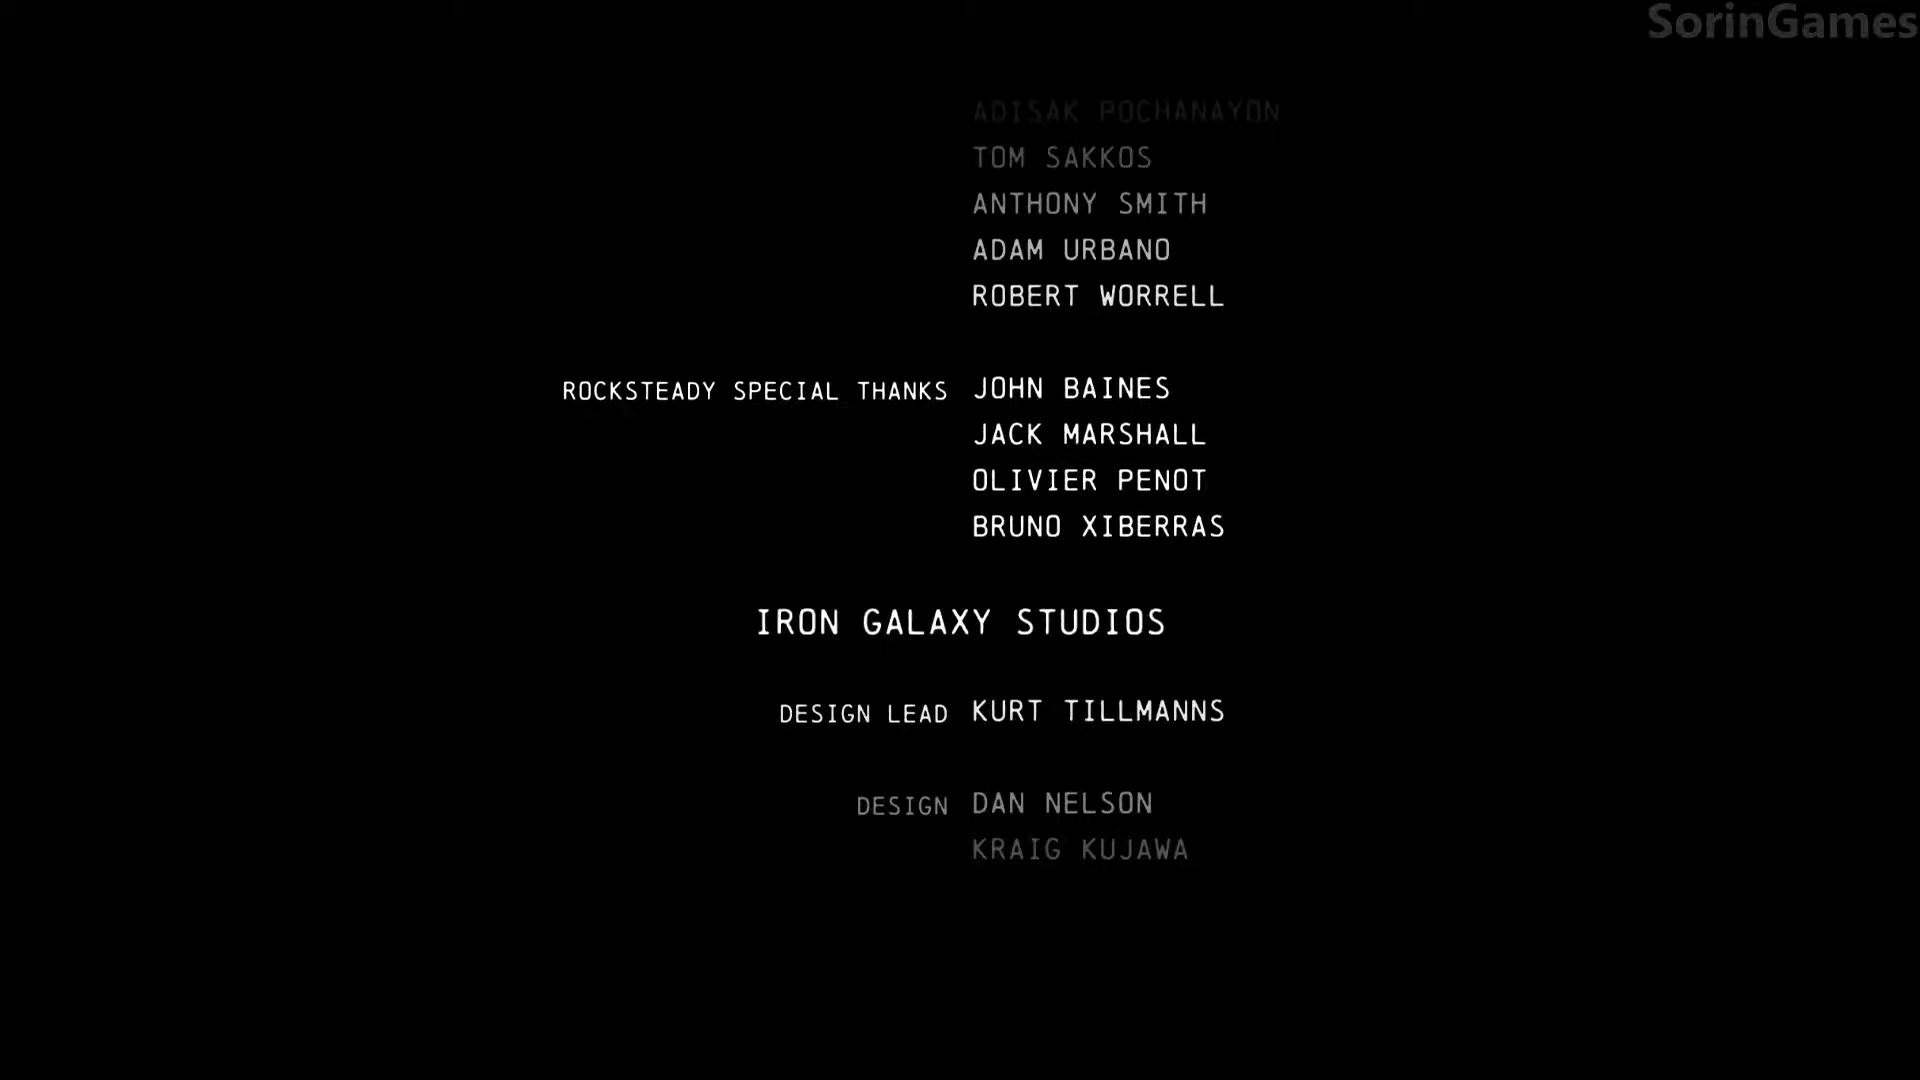 SorinGames
ADISAK POCHANAYON
TOM SAKKOS
ANTHONY SMITH
ADAM URBANO
ROBERT WORRELL
ROCKSTEADY SPECIAL THANKS JOHN BAINES
JACK MARSHALL
OLIVIER PENOT
BRUNO XIBERRAS
IRON GALAXY STUDIOS
DESIGN LEAD KURT TILLMANNS
DESIGN DAN NELSON
KRAIG KUJAWA